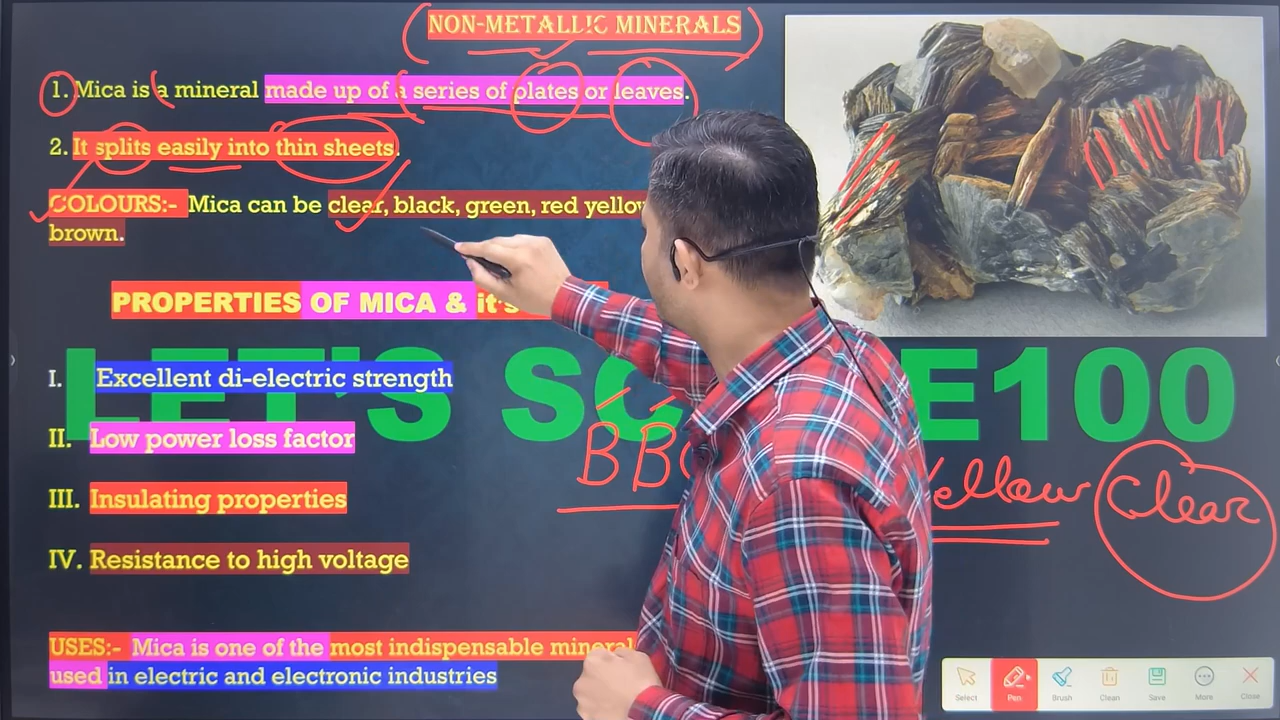 NON-METALLIC MINERALS
1. Mica is a mineral made up of a series of plates or leaves.
2. It splits easily into thin sheets.
COLOURS:- Mica can be clear, black, green, red
brown.
PROPERTIES OF MICA & it's
LET'S
100
I. Excellent di-electric strength
II. Low power loss factor
B B
Yellow
Clear
III. Insulating properties
IV. Resistance to high voltage
USES:- Mica is one of the most indispensable mineral
used in electric and electronic industries
Select Pen Brush Clean Save More Close